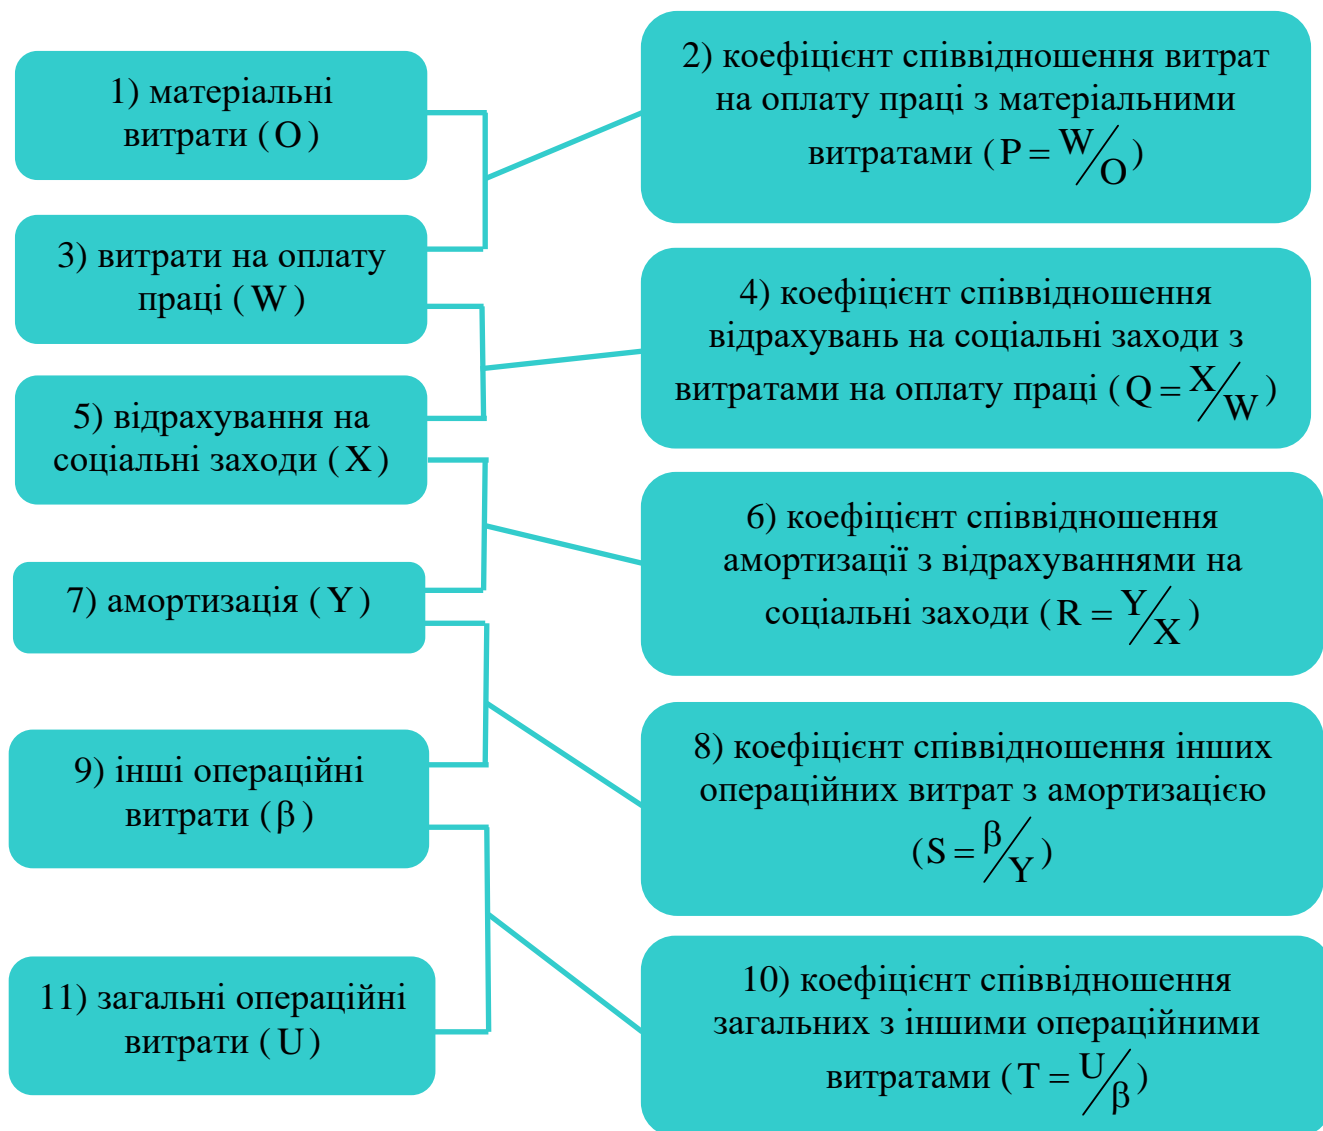 1) матеріальні
витрати (O)
2) коефіцієнт співвідношення витрат
на оплату праці з матеріальними
витратами (P = W/O)
3) витрати на оплату
праці (W)
4) коефіцієнт співвідношення
відрахувань на соціальні заходи з
витратами на оплату праці (Q = X/W)
5) відрахування на
соціальні заходи (X)
6) коефіцієнт співвідношення
амортизації з відрахуваннями на
соціальні заходи (R = Y/X)
7) амортизація (Y)
8) коефіцієнт співвідношення інших
операційних витрат з амортизацією
(S = β/Y)
9) інші операційні
витрати (β)
10) коефіцієнт співвідношення
загальних з іншими операційними
витратами (T = U/β)
11) загальні операційні
витрати (U)